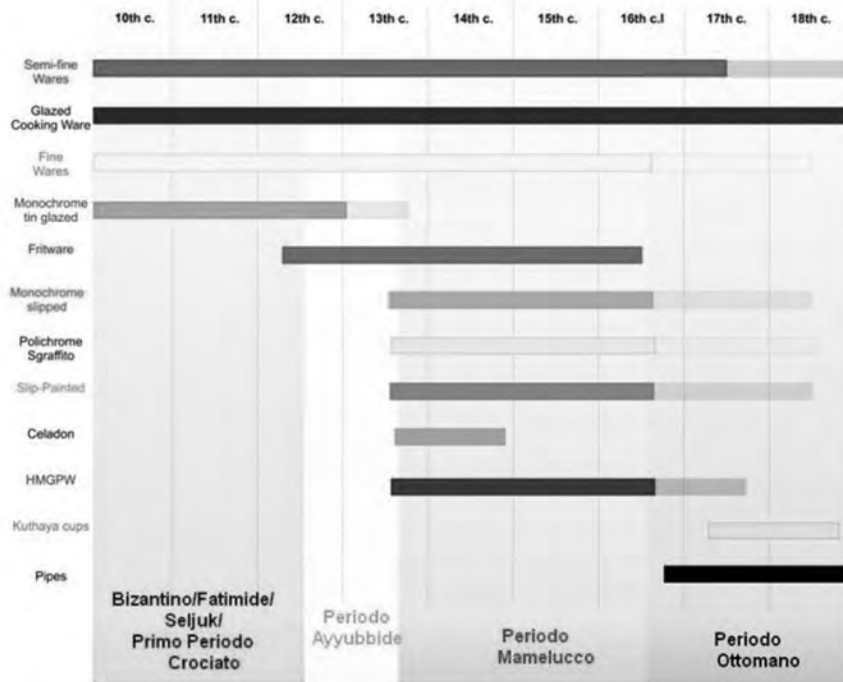 10th c. 11th c. 12th c. 13th c. 14th c. 15th c. 16th c.l 17th c. 18th c.
Semi-fine
Wares
Glazed
Cooking Ware
Fine
Wares
Monochrome
tin glazed
Fritware
Monochrome
slipped
Polichrome
Sgraffito
Slip-Painted
Celadon
HMGPW
Kuthaya cups
Pipes
Bizantino/Fatimide/
Seljuk/
Primo Periodo
Crociato
Periodo
Ayyubbide
Periodo
Mamelucco
Periodo
Ottomano